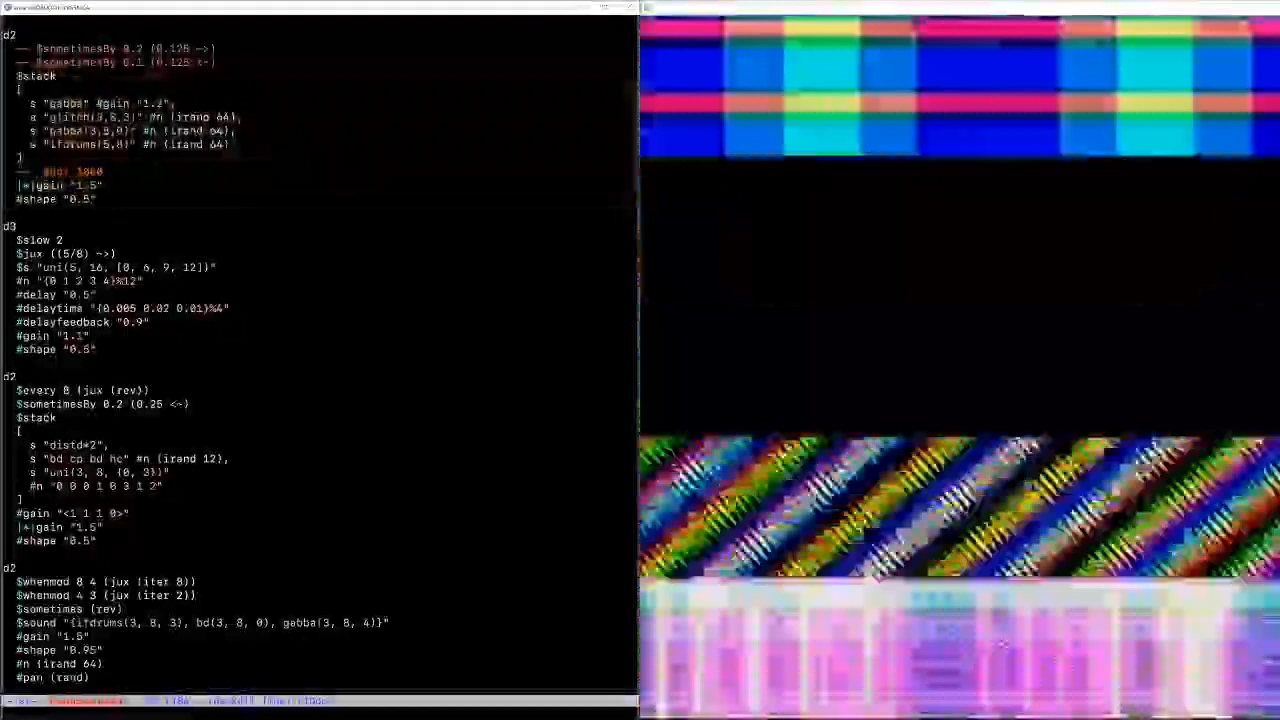 d2
-- $sometimesBy 0.2 (0.125 ~>)
-- $sometimesBy 0.1 (0.125 <~)
$stack
[
s "gabba" #gain "1.2",
s "glitch(3,8,3)" #n (irand 64),
s "gabba(3,8,0)" #n (irand 64),
s "ifdrums(5,8)" #n (irand 64)
]
|*|gain "1.5"
#shape "0.5"
d3
$slow 2
$jux ((5/8) ~>)
$s "uni(5, 16, [0, 6, 9, 12])"
#n "{0 1 2 3 4}%12"
#delay "0.5"
#delaytime "{0.005 0.02 0.01}%4"
#delayfeedback "0.9"
#gain "1.1"
#shape "0.5"
d2
$every 8 (jux (rev))
$sometimesBy 0.2 (0.25 <~)
$stack
[
s "distd*2",
s "bd cp bd hc" #n (irand 12),
s "uni(3, 8, {0, 3})"
#n "0 0 0 1 0 3 1 2"
]
#gain "<1 1 1 0>"
|*|gain "1.5"
#shape "0.5"
d2
$whenmod 8 4 (jux (iter 8))
$whenmod 4 3 (jux (iter 2))
$sometimes (rev)
$sound "{ifdrums(3, 8, 3), bd(3, 8, 0), gabba(3, 8, 4)}"
#gain "1.5"
#shape "0.95"
#n (irand 64)
#pan (rand)